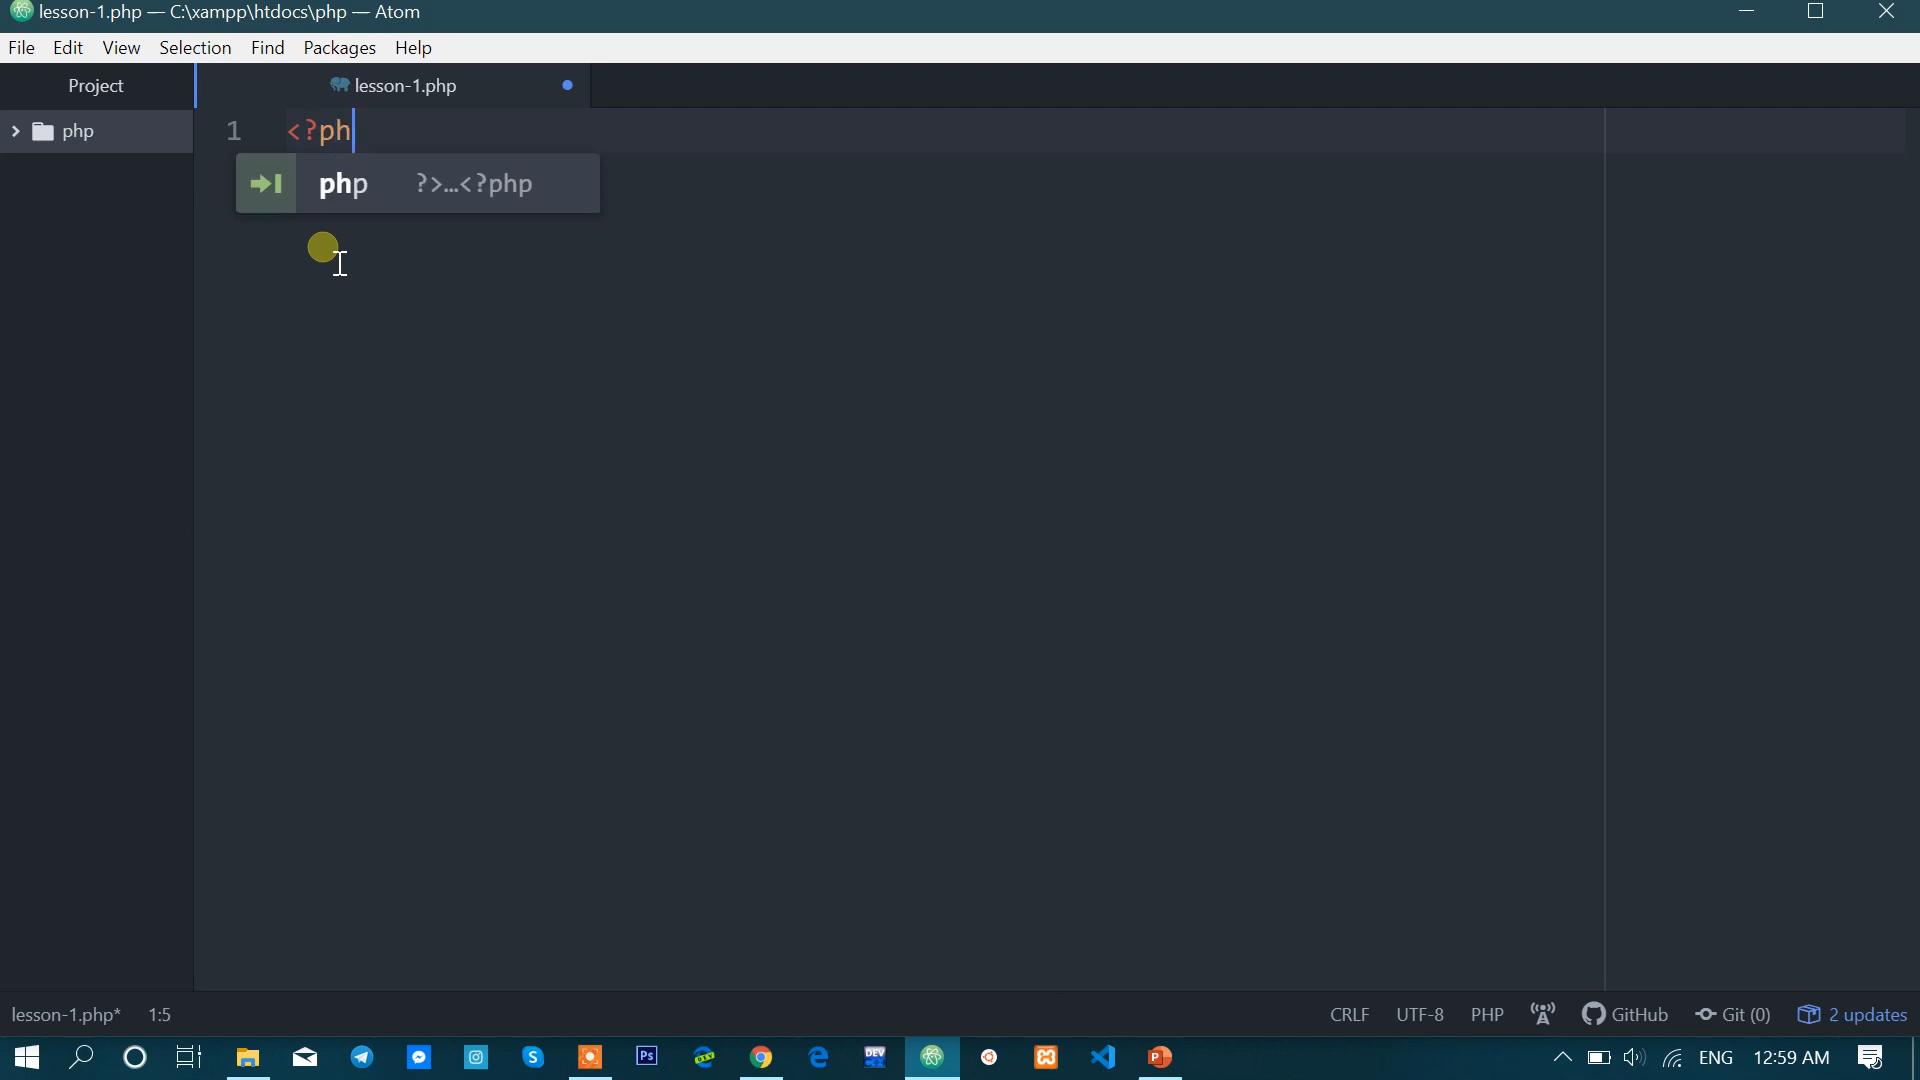 lesson-1.php — C:\xampp\htdocs\php — Atom
File Edit View Selection Find Packages Help
Project
lesson-1.php
php
1 <?ph
php ?>…<?php
lesson-1.php* 1:5
CRLF UTF-8 PHP GitHub Git (0) 2 updates
Ps
DEV
P
ENG 12:59 AM